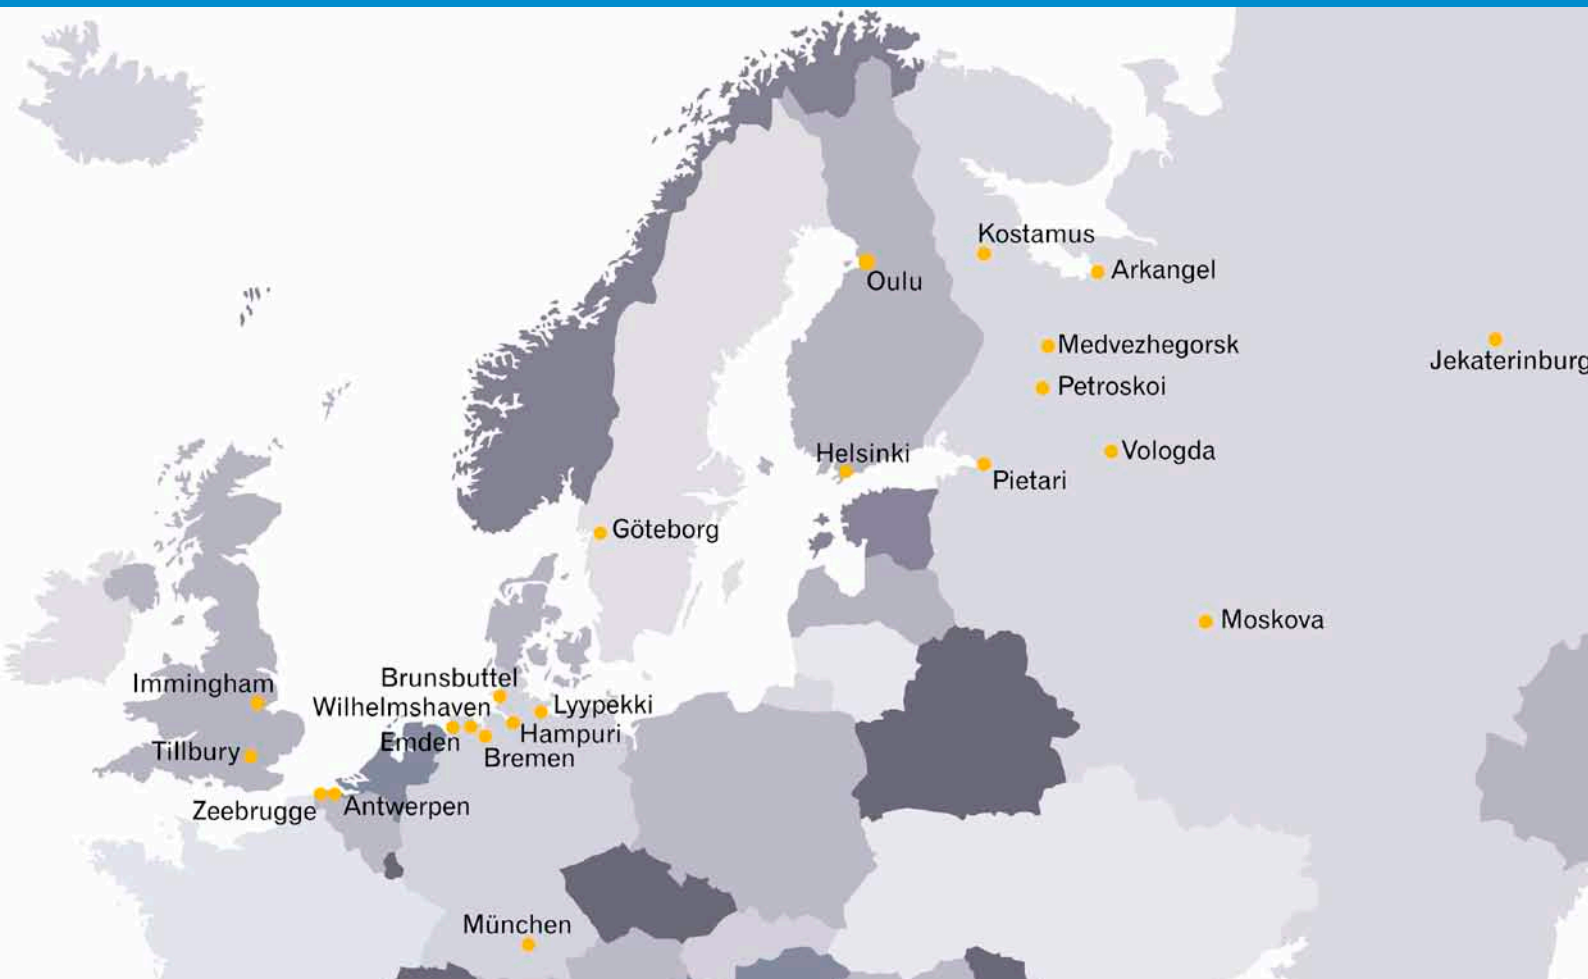 Kostamus
Arkangel
Oulu
Medvezhegorsk
Jekaterinburg
Petroskoi
Helsinki
Vologda
Pietari
Göteborg
Moskova
Brunsbuttel
Immingham
Wilhelmshaven
Lyypekki
Hampuri
Emden
Tillbury
Bremen
Zeebrugge
Antwerpen
München